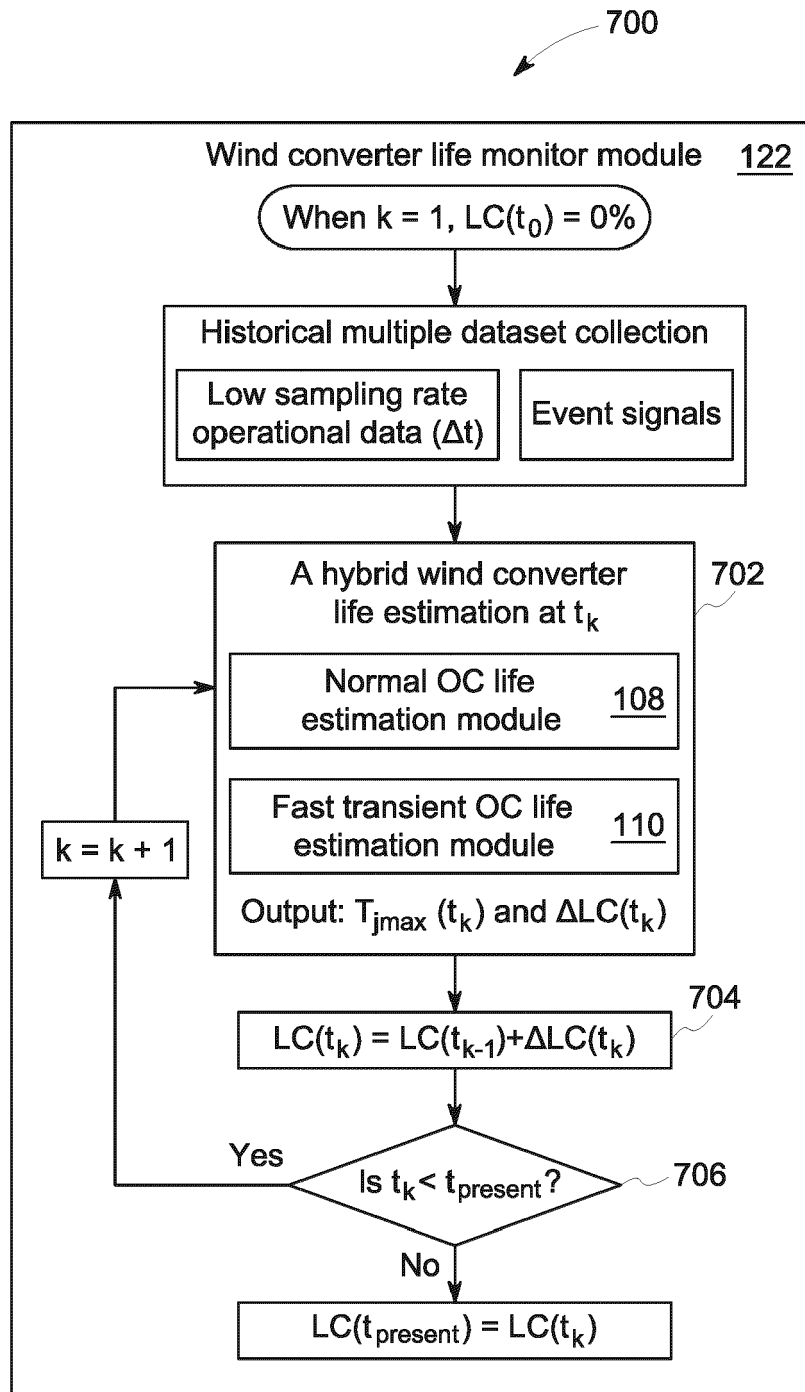 700
Wind converter life monitor module 122
When k = 1, LC(t₀) = 0%
Historical multiple dataset collection
Low sampling rate
operational data (Δt)
Event signals
A hybrid wind converter
life estimation at tₖ
702
Normal OC life
estimation module
108
Fast transient OC life
estimation module
110
Output: Tjmax (tₖ) and ΔLC(tₖ)
k = k + 1
704
LC(tₖ) = LC(tₖ₋₁)+ΔLC(tₖ)
Yes
Is tₖ< tpresent?
706
No
LC(tpresent) = LC(tₖ)